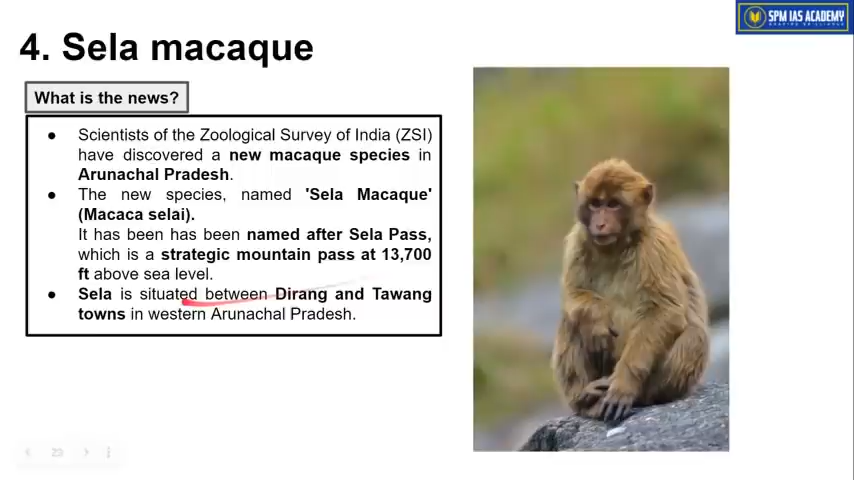 SPM IAS ACADEMY
4. Sela macaque
What is the news?
● Scientists of the Zoological Survey of India (ZSI)
have discovered a new macaque species in
Arunachal Pradesh.
● The new species, named 'Sela Macaque'
(Macaca selai).
It has been has been named after Sela Pass,
which is a strategic mountain pass at 13,700
ft above sea level.
● Sela is situated between Dirang and Tawang
towns in western Arunachal Pradesh.
23